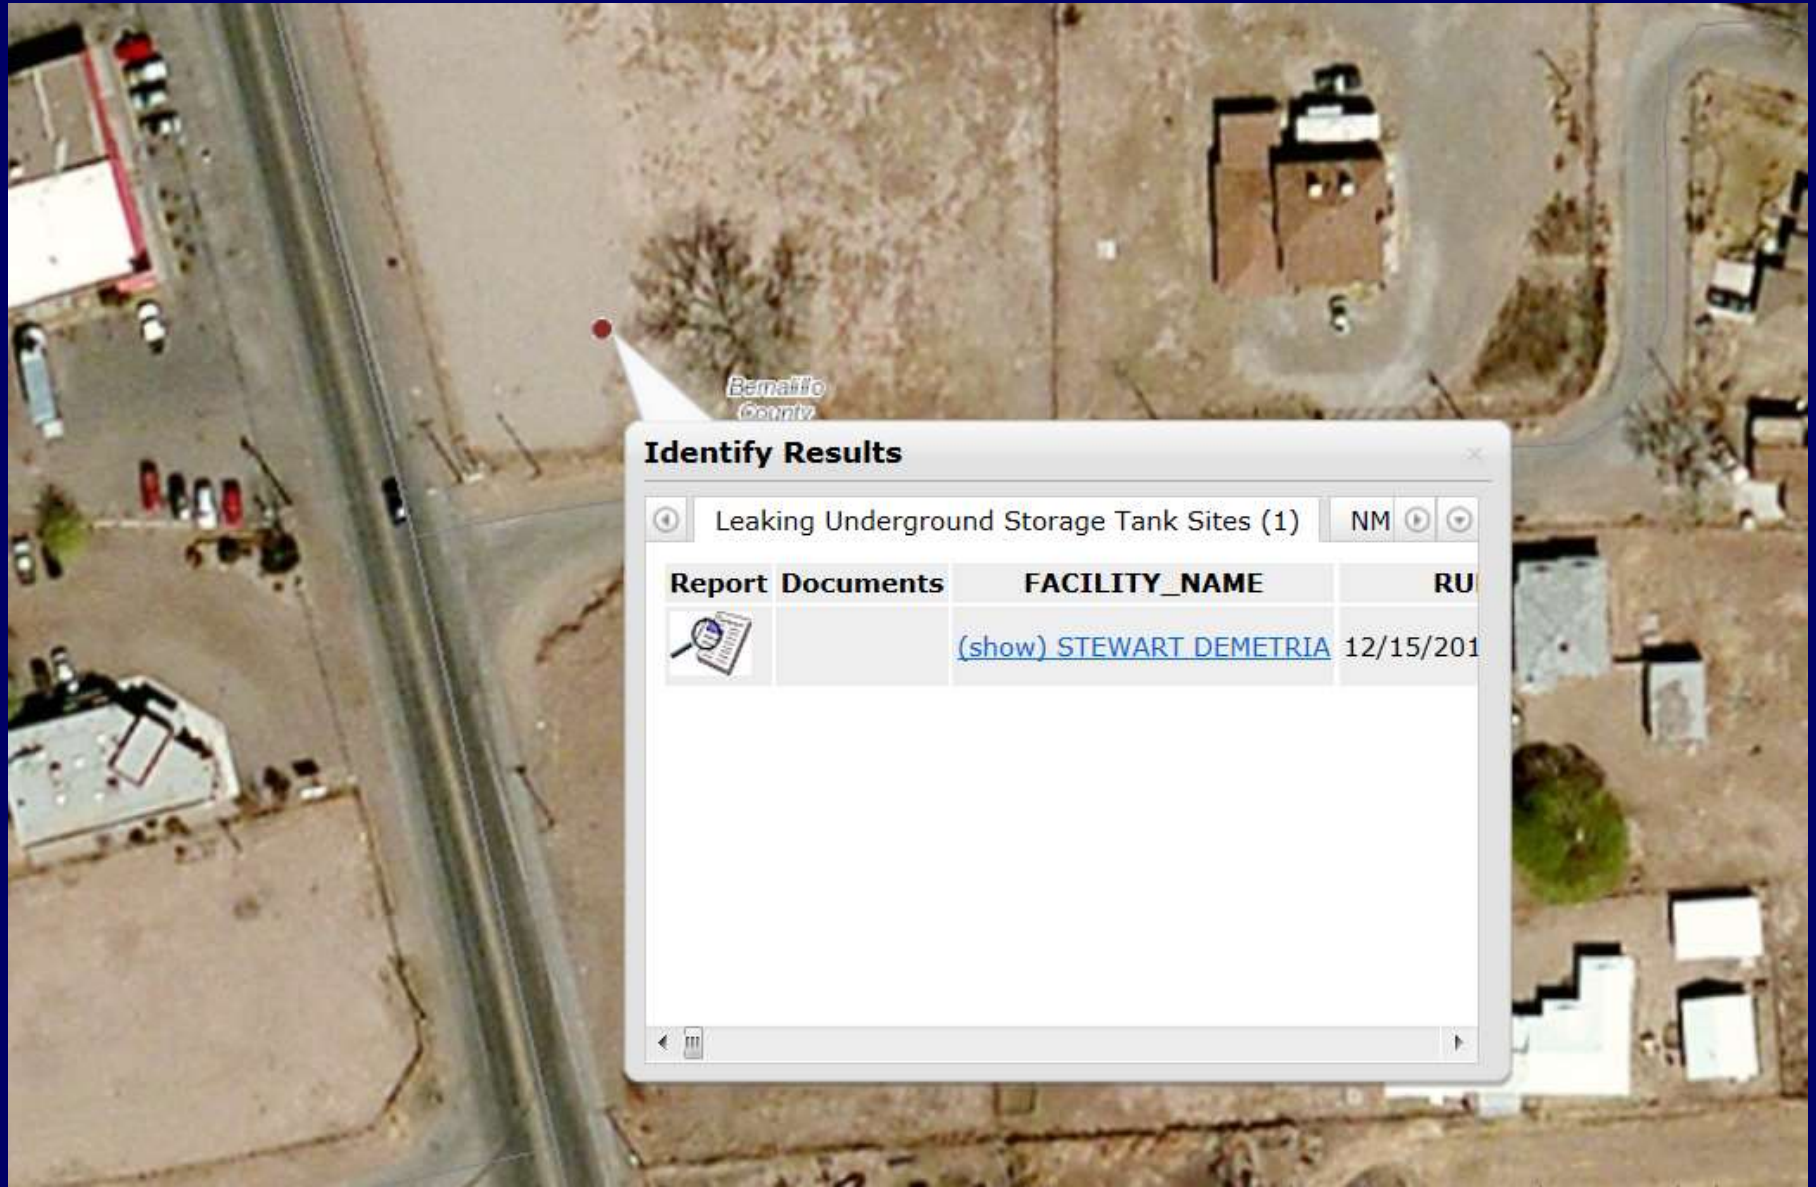 Bernalillo
County
Identify Results
Leaking Underground Storage Tank Sites (1) NM
Report Documents FACILITY_NAME RU
(show) STEWART DEMETRIA 12/15/201